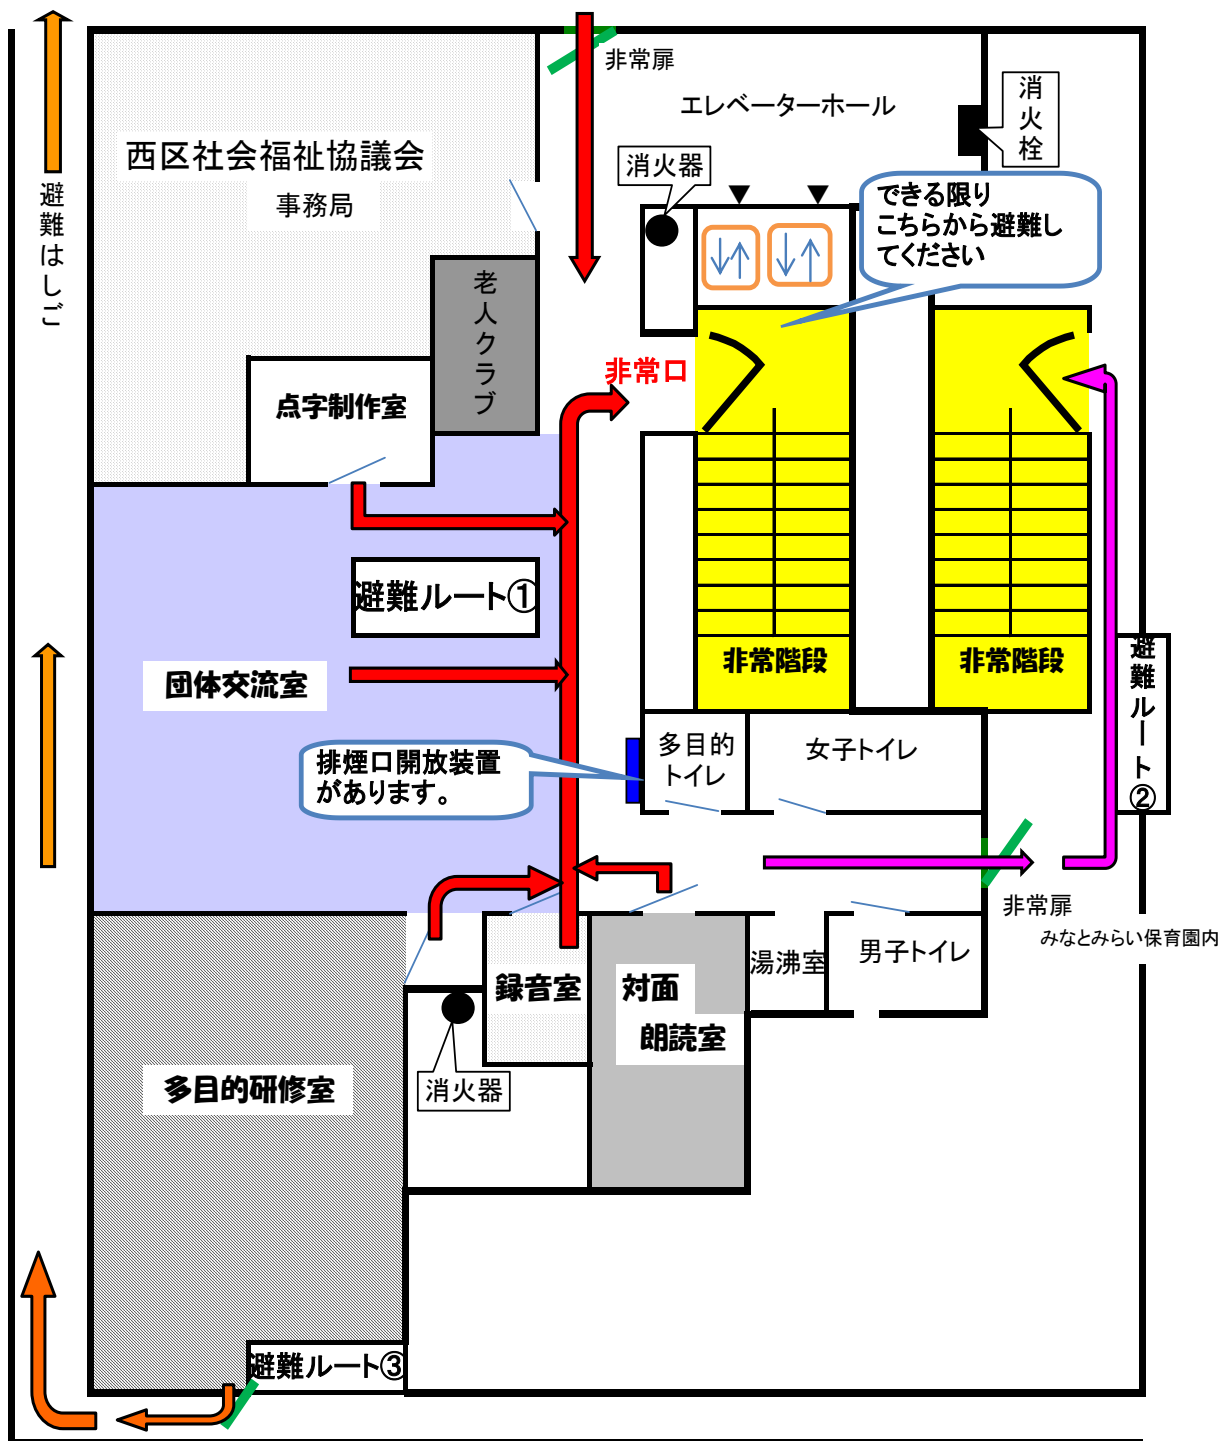 非常扉
エレベーターホール
消火栓
西区社会福祉協議会
事務局
消火器
できる限り
こちらから避難し
てください
避難はしご
老人クラブ
非常口
点字制作室
避難ルート①
団体交流室
非常階段
非常階段
避難ルート②
多目的
トイレ
女子トイレ
排煙口開放装置
があります。
非常扉
みなとみらい保育園内
湯沸室
男子トイレ
録音室
対面
朗読室
多目的研修室
消火器
避難ルート③